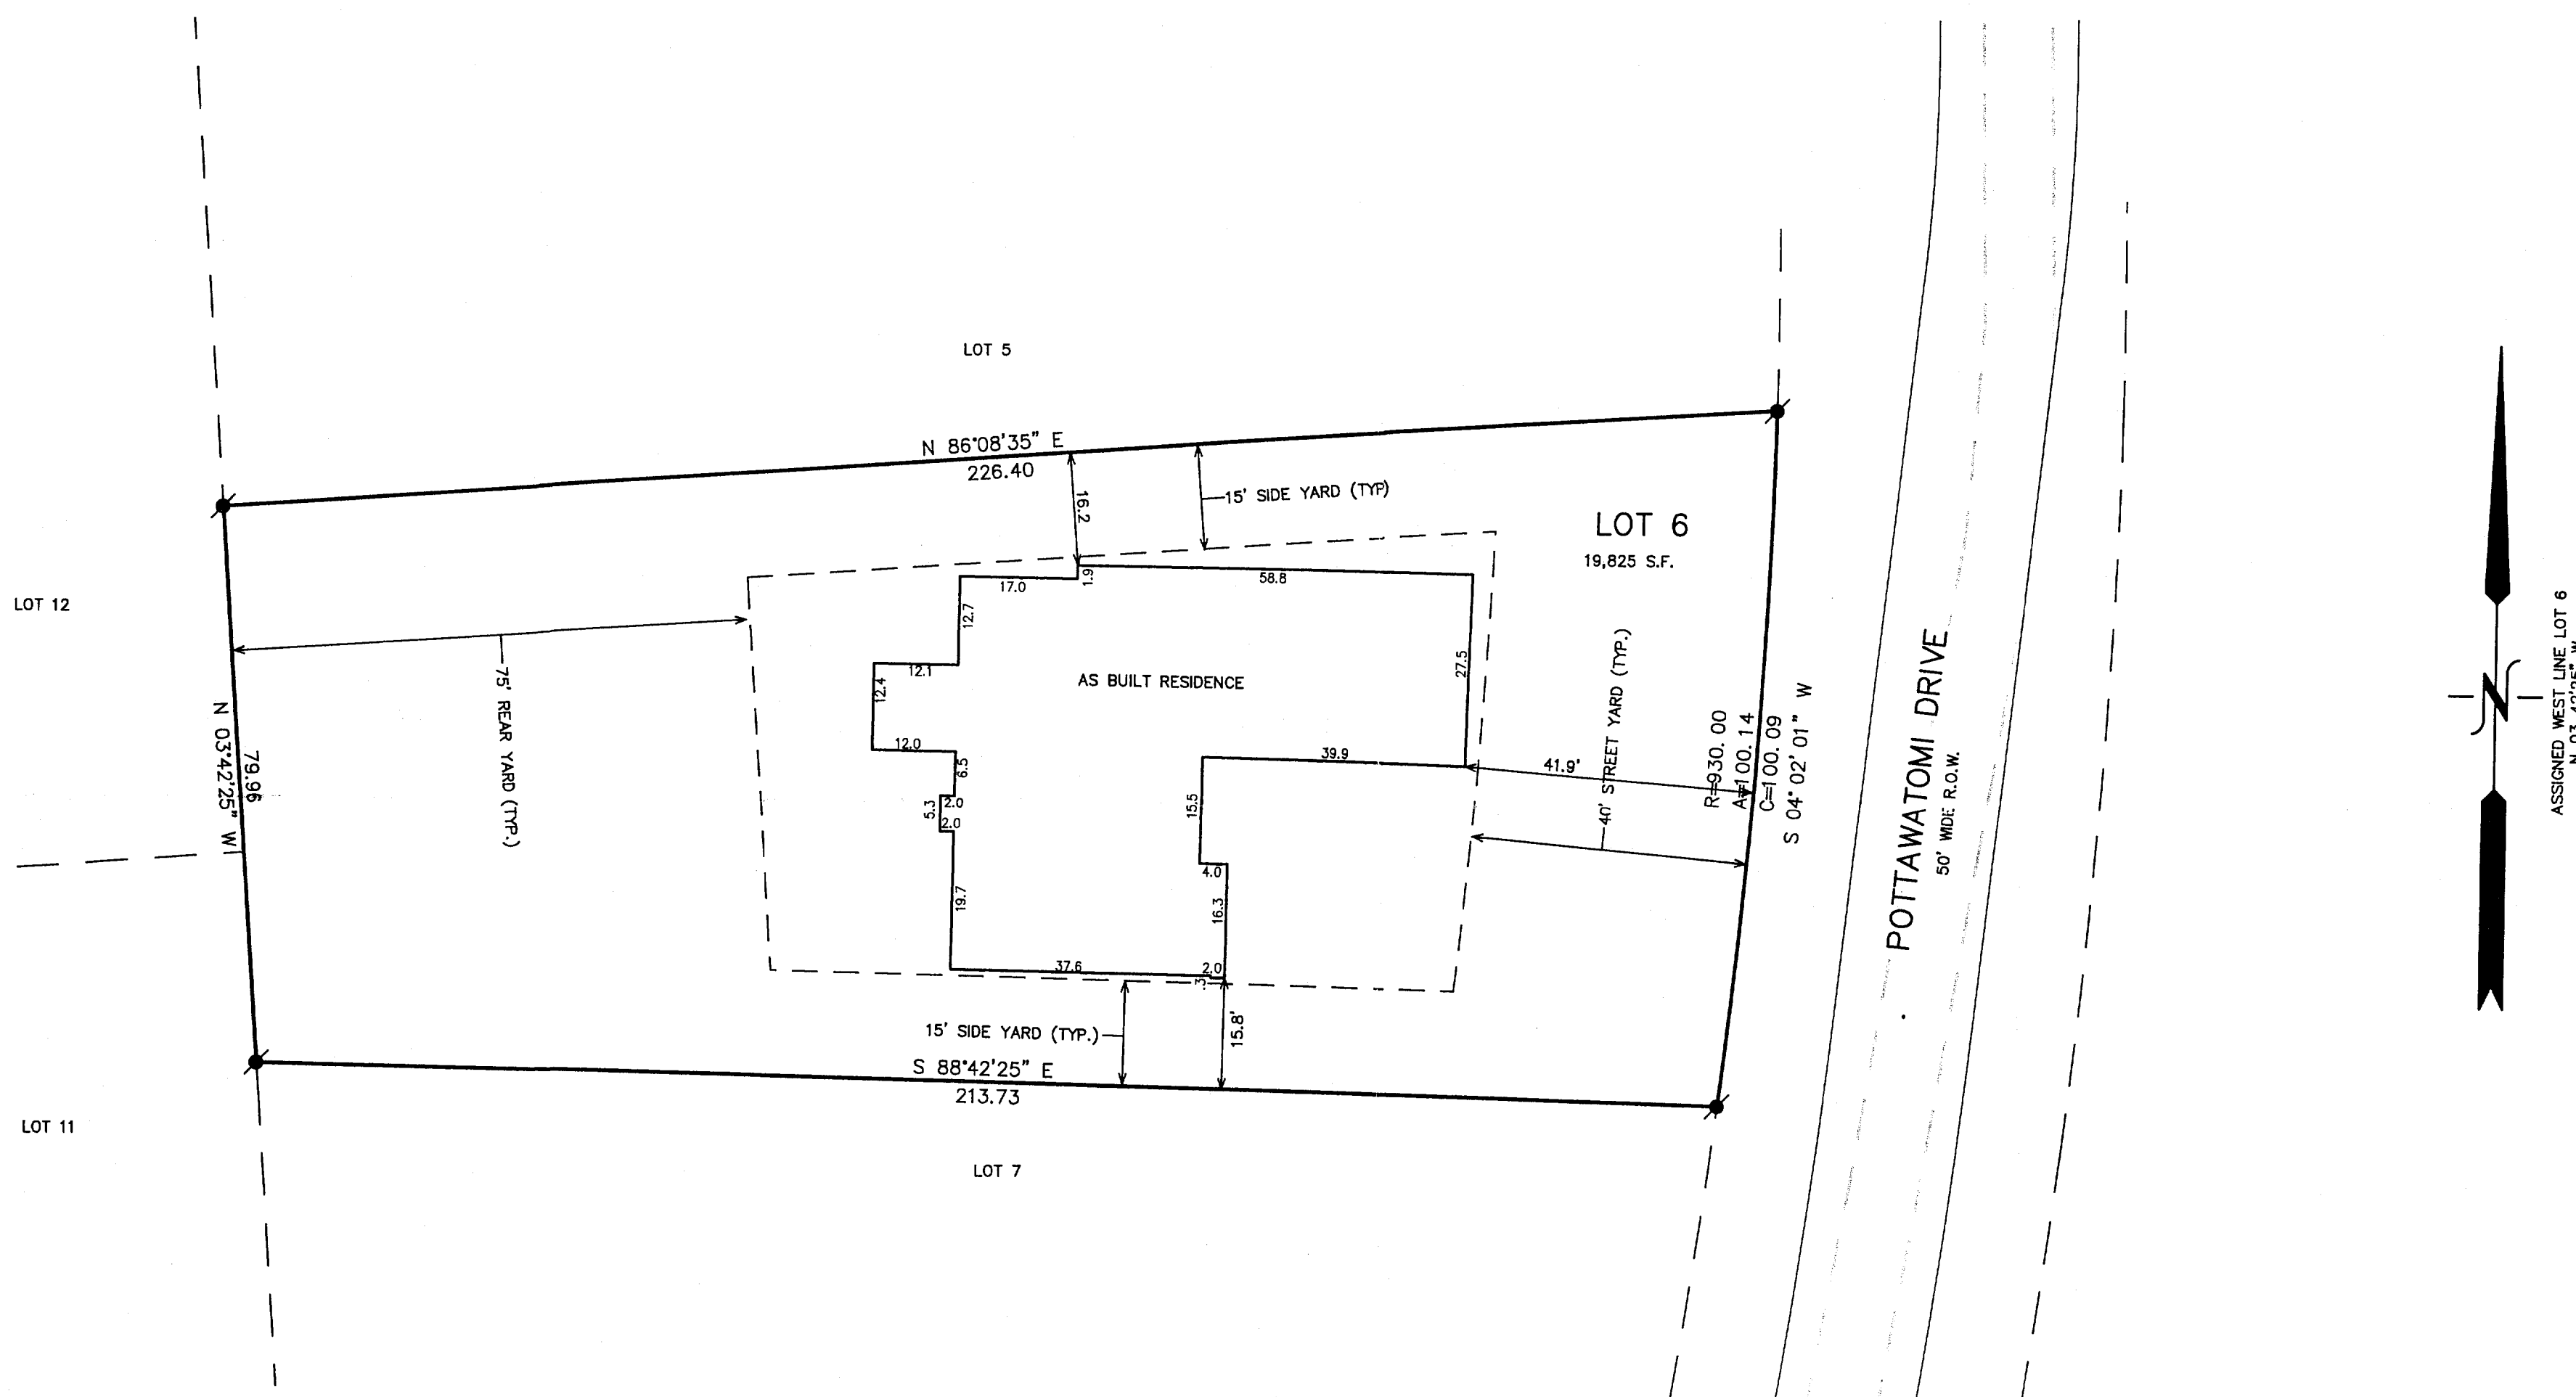 LOT 5
N 86°08'35" E
226.40
16.2
15' SIDE YARD (TYP)
LOT 6
19,825 S.F.
LOT 12
17.0
1.9
58.8
12.7
12.1
12.4
AS BUILT RESIDENCE
27.5
12.0
6.5
2.0
5.3
2.0
39.9
15.5
4.0
16.3
19.7
37.6
2.0
.3
41.9'
40' STREET YARD (TYP.)
R=930.00
A=100.14
C=100.09
S 04°02'01" W
POTTAWATOMI DRIVE
50' WIDE R.O.W.
75' REAR YARD (TYP.)
79.96
N 03°42'25" W
15' SIDE YARD (TYP.)
15.8'
S 88°42'25" E
213.73
LOT 11
LOT 7
N
ASSIGNED WEST LINE LOT 6